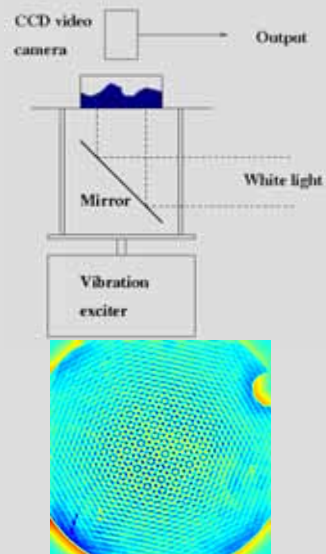 CCD video
camera
Output
White light
Mirror
Vibration
exciter